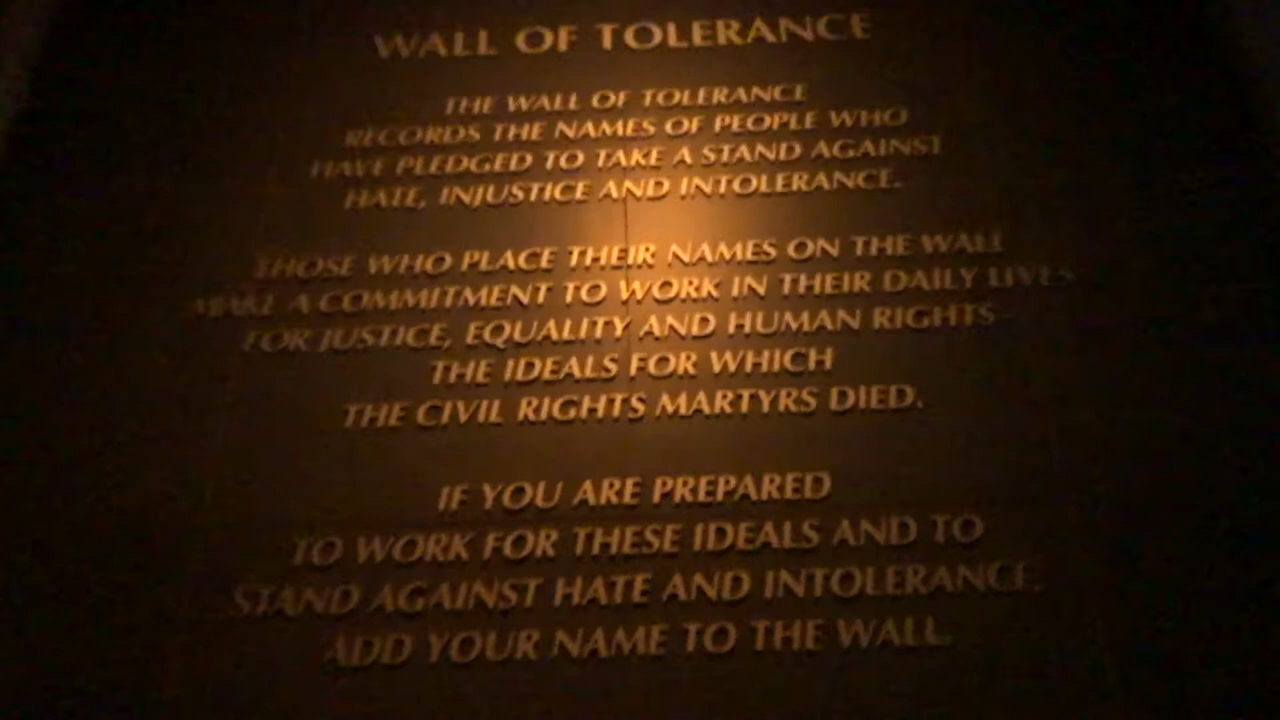 WALL OF TOLERANCE
THE WALL OF TOLERANCE
RECORDS THE NAMES OF PEOPLE WHO
HAVE PLEDGED TO TAKE A STAND AGAINST
HATE, INJUSTICE AND INTOLERANCE.
THOSE WHO PLACE THEIR NAMES ON THE WALL
MAKE A COMMITMENT TO WORK IN THEIR DAILY LIVES
FOR JUSTICE, EQUALITY AND HUMAN RIGHTS–
THE IDEALS FOR WHICH
THE CIVIL RIGHTS MARTYRS DIED.
IF YOU ARE PREPARED
TO WORK FOR THESE IDEALS AND TO
STAND AGAINST HATE AND INTOLERANCE,
ADD YOUR NAME TO THE WALL.